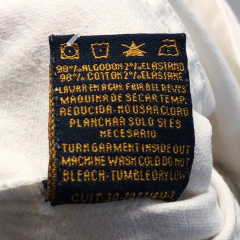 98% ALGODON 2% ELASTANO
98% COTTON 2% ELASTANE
LAVAR EN AGUA FRIA DEL REVES
MAQUINA DE SECAR TEMP.
REDUCIDA - NO USAR CLORO
PLANCHAR SOLO SI ES
NECESARIO
TURN GARMENT INSIDE OUT
MACHINE WASH COLD DO NOT
BLEACH - TUMBLE DRY LOW
CUIT